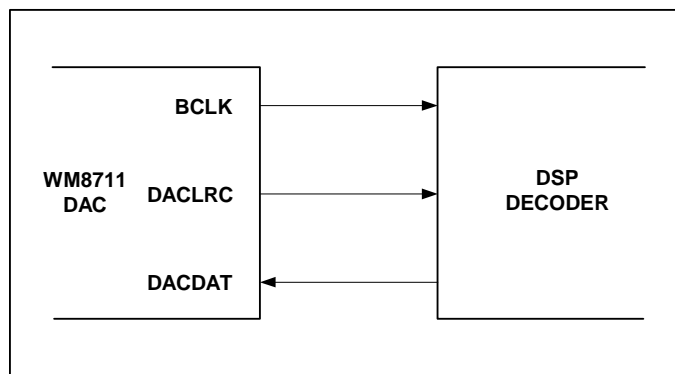 BCLK
WM8711
DAC
DACLRC
DSP
DECODER
DACDAT